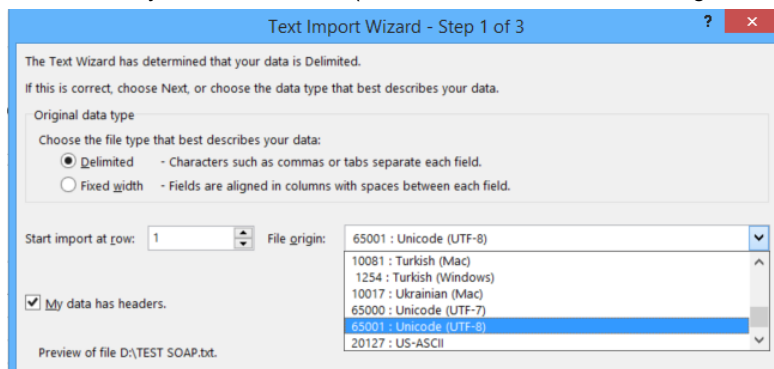 Text Import Wizard - Step 1 of 3
?
The Text Wizard has determined that your data is Delimited.
If this is correct, choose Next, or choose the data type that best describes your data.
Original data type
Choose the file type that best describes your data:
Delimited - Characters such as commas or tabs separate each field.
Fixed width - Fields are aligned in columns with spaces between each field.
Start import at row: 1 File origin: 65001 : Unicode (UTF-8)
10081 : Turkish (Mac)
1254 : Turkish (Windows)
10017 : Ukrainian (Mac)
65000 : Unicode (UTF-7)
65001 : Unicode (UTF-8)
20127 : US-ASCII
My data has headers.
Preview of file D:\TEST SOAP.txt.